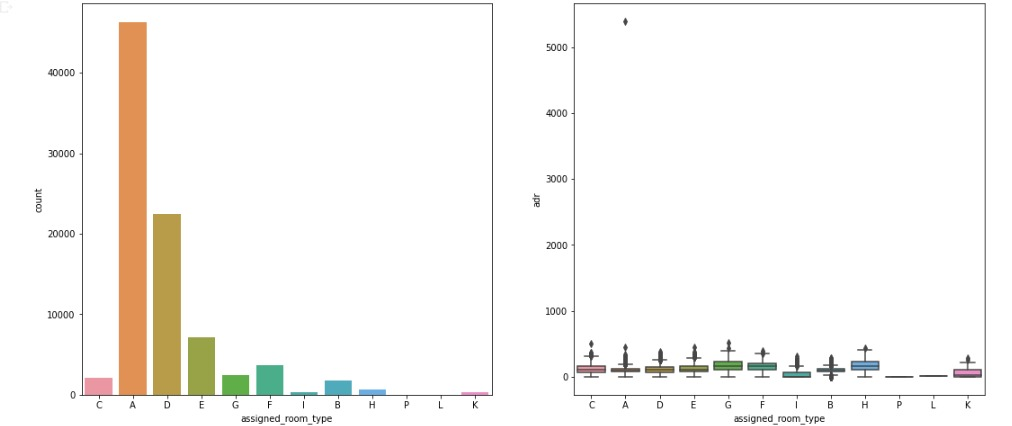 40000
30000
20000
10000
0
count
C A D E G F I B H P L K
assigned_room_type
5000
4000
3000
2000
1000
0
adr
C A D E G F I B H P L K
assigned_room_type